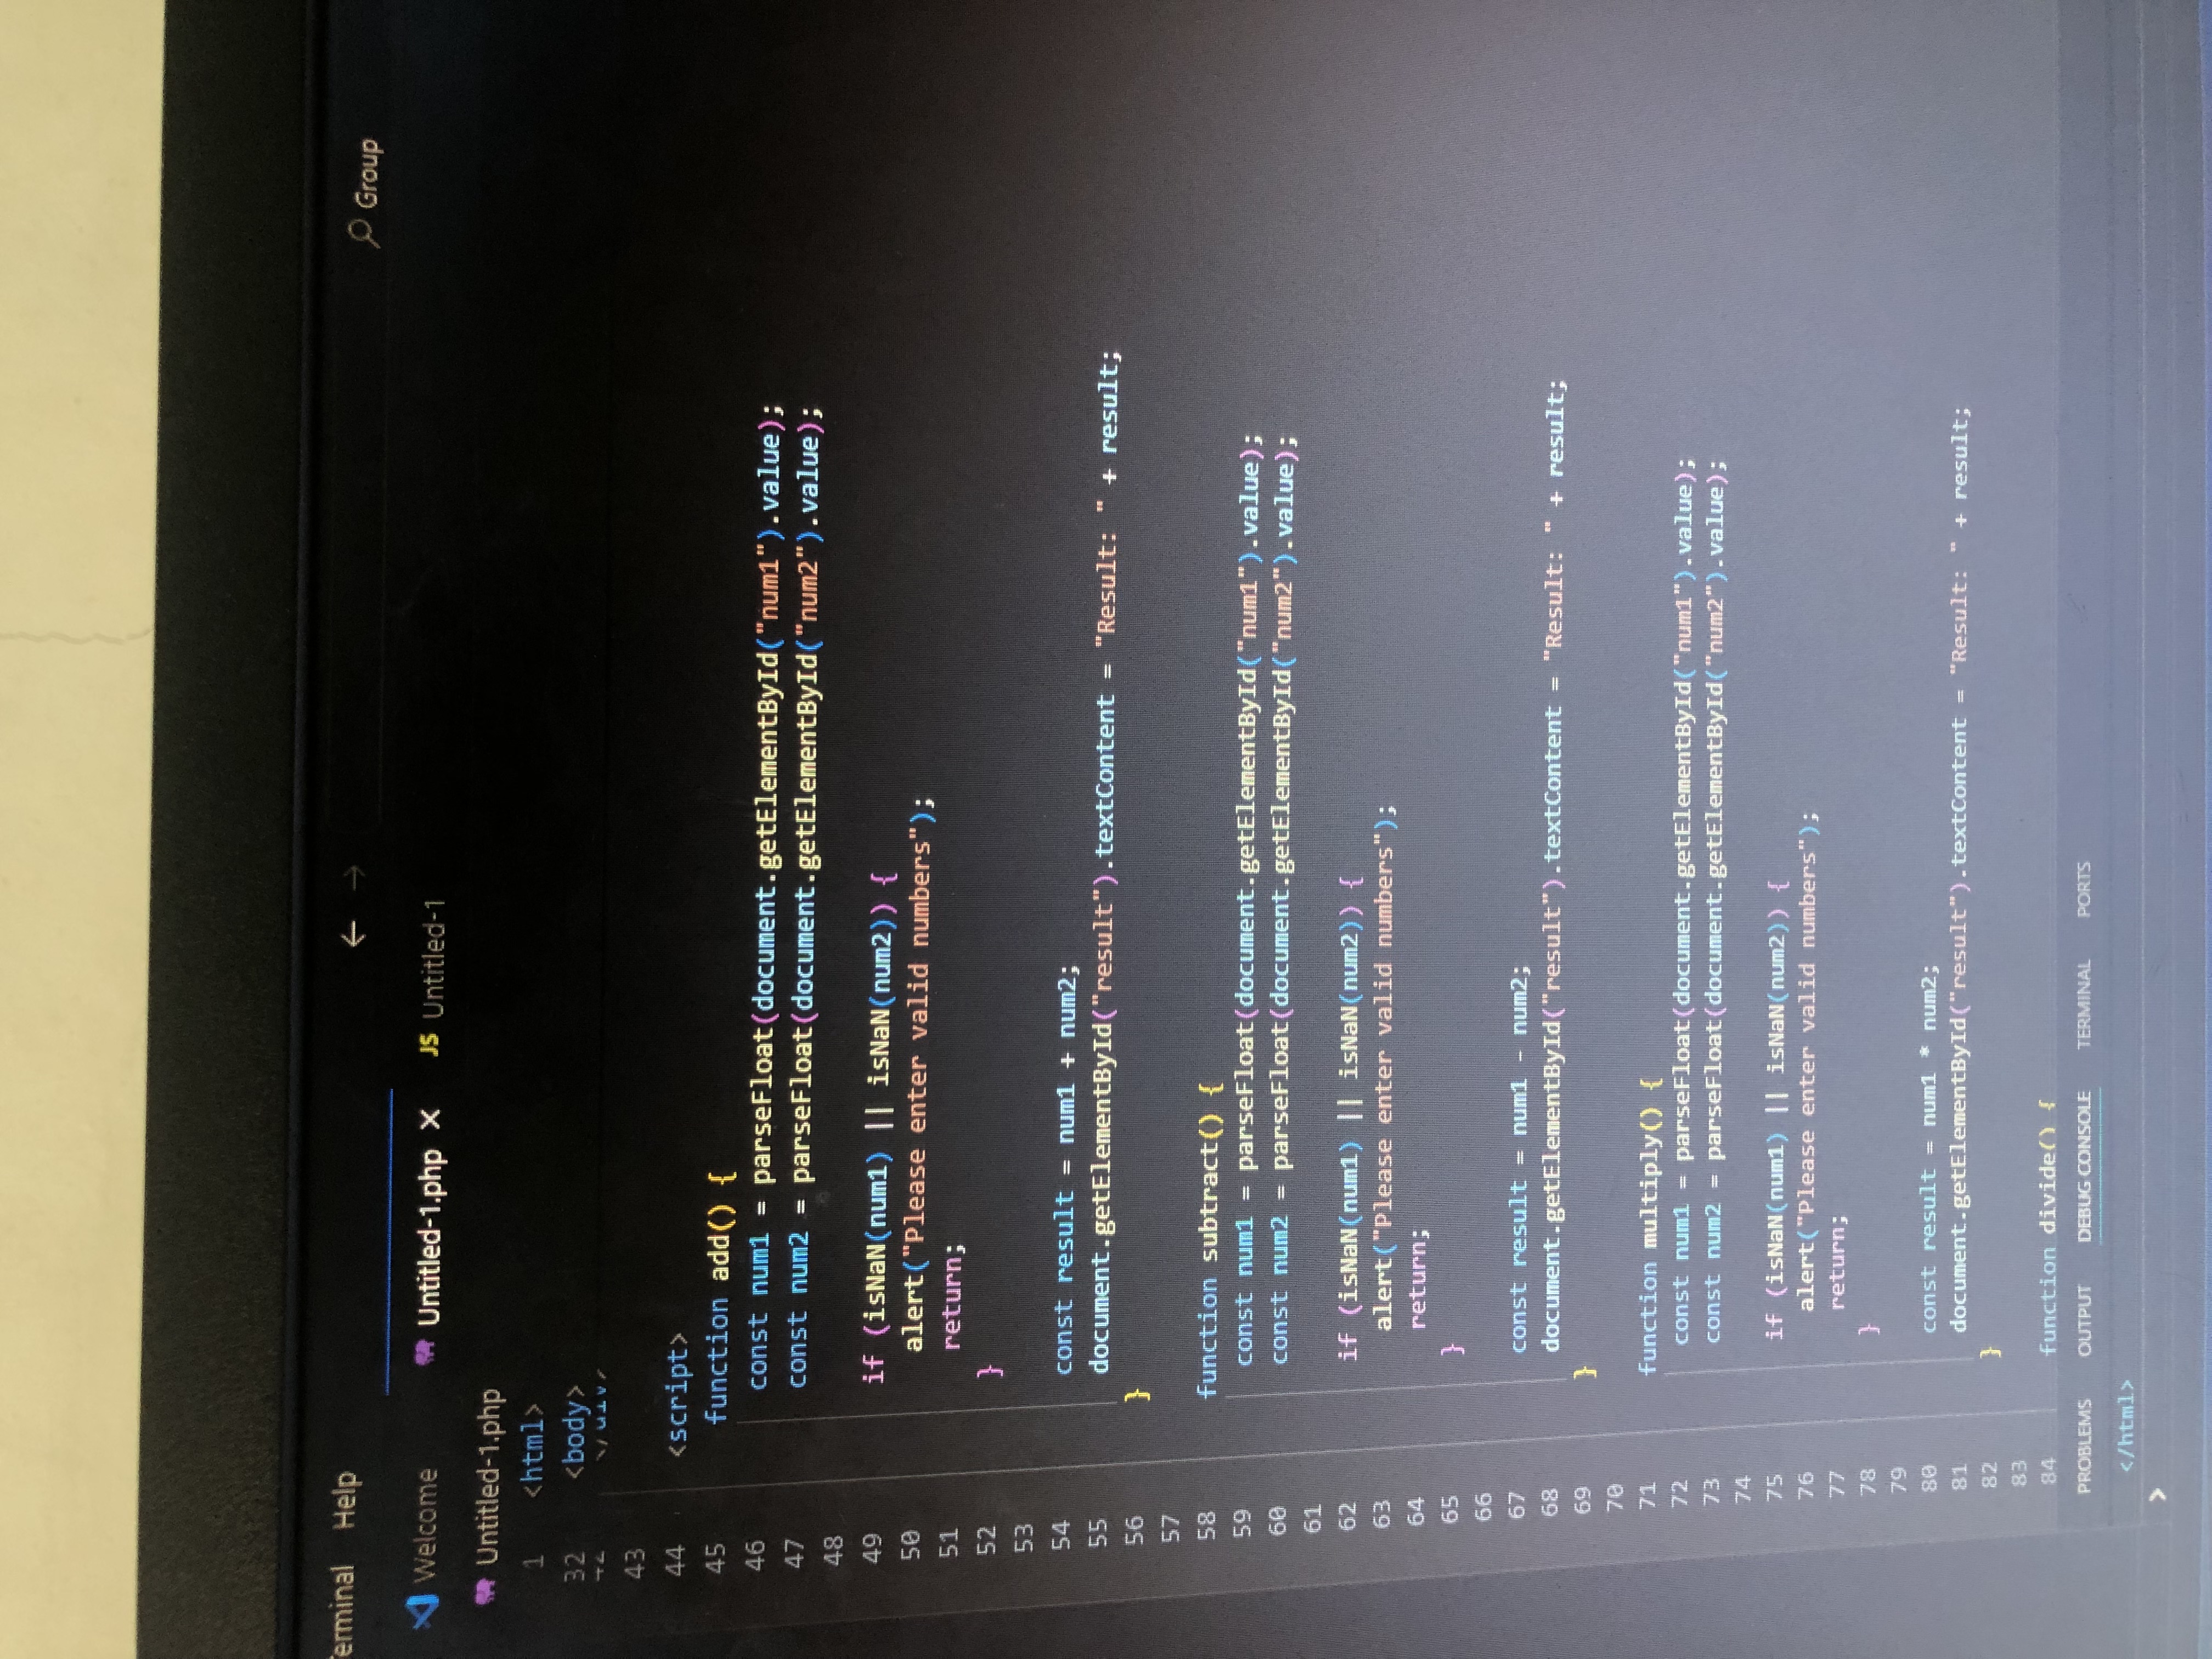 Terminal Help ← → Group
Welcome Untitled-1.php × JS Untitled-1
Untitled-1.php
1 <html>
32 <body>
42 </div>
43
44 <script>
45 function add() {
46 const num1 = parseFloat(document.getElementById("num1").value);
47 const num2 = parseFloat(document.getElementById("num2").value);
48
49 if (isNaN(num1) || isNaN(num2)) {
50 alert("Please enter valid numbers");
51 return;
52 }
53
54 const result = num1 + num2;
55 document.getElementById("result").textContent = "Result: " + result;
56 }
57
58 function subtract() {
59 const num1 = parseFloat(document.getElementById("num1").value);
60 const num2 = parseFloat(document.getElementById("num2").value);
61
62 if (isNaN(num1) || isNaN(num2)) {
63 alert("Please enter valid numbers");
64 return;
65 }
66
67 const result = num1 - num2;
68 document.getElementById("result").textContent = "Result: " + result;
69 }
70
71 function multiply() {
72 const num1 = parseFloat(document.getElementById("num1").value);
73 const num2 = parseFloat(document.getElementById("num2").value);
74
75 if (isNaN(num1) || isNaN(num2)) {
76 alert("Please enter valid numbers");
77 return;
78 }
79
80 const result = num1 * num2;
81 document.getElementById("result").textContent = "Result: " + result;
82 }
83
84 function divide() {
PROBLEMS OUTPUT DEBUG CONSOLE TERMINAL PORTS
</html>
>